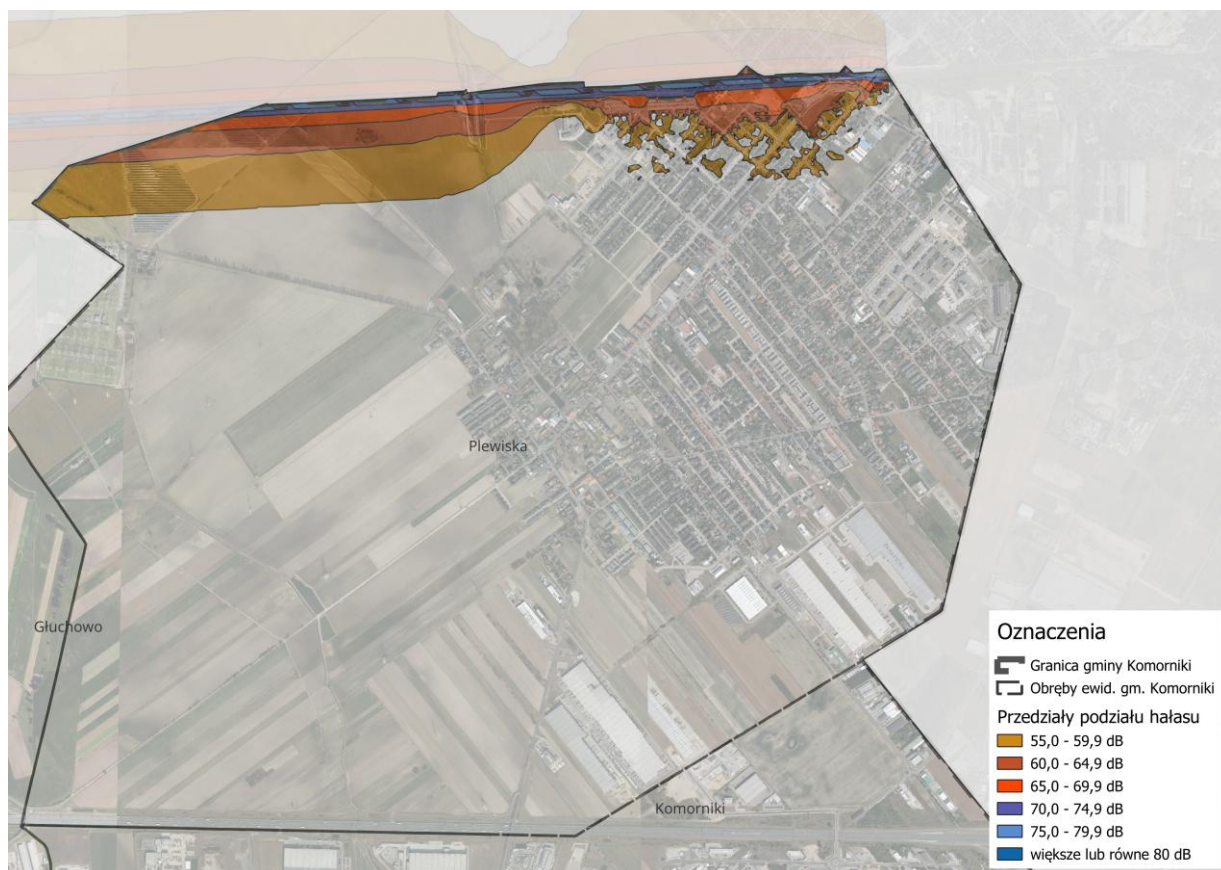 Plewiska
Głuchowo
Komorniki
Oznaczenia
Granica gminy Komorniki
Obręby ewid. gm. Komorniki
Przedziały podziału hałasu
55,0 - 59,9 dB
60,0 - 64,9 dB
65,0 - 69,9 dB
70,0 - 74,9 dB
75,0 - 79,9 dB
większe lub równe 80 dB